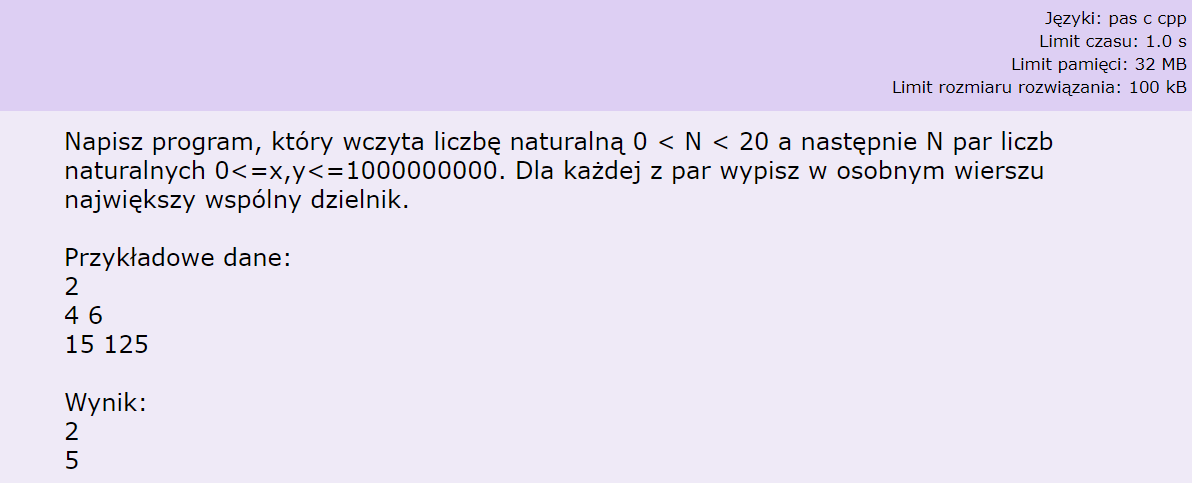 Języki: pas c cpp
Limit czasu: 1.0 s
Limit pamięci: 32 MB
Limit rozmiaru rozwiązania: 100 kB
Napisz program, który wczyta liczbę naturalną 0 < N < 20 a następnie N par liczb
naturalnych 0<=x,y<=1000000000. Dla każdej z par wypisz w osobnym wierszu
największy wspólny dzielnik.
Przykładowe dane:
2
4 6
15 125
Wynik:
2
5